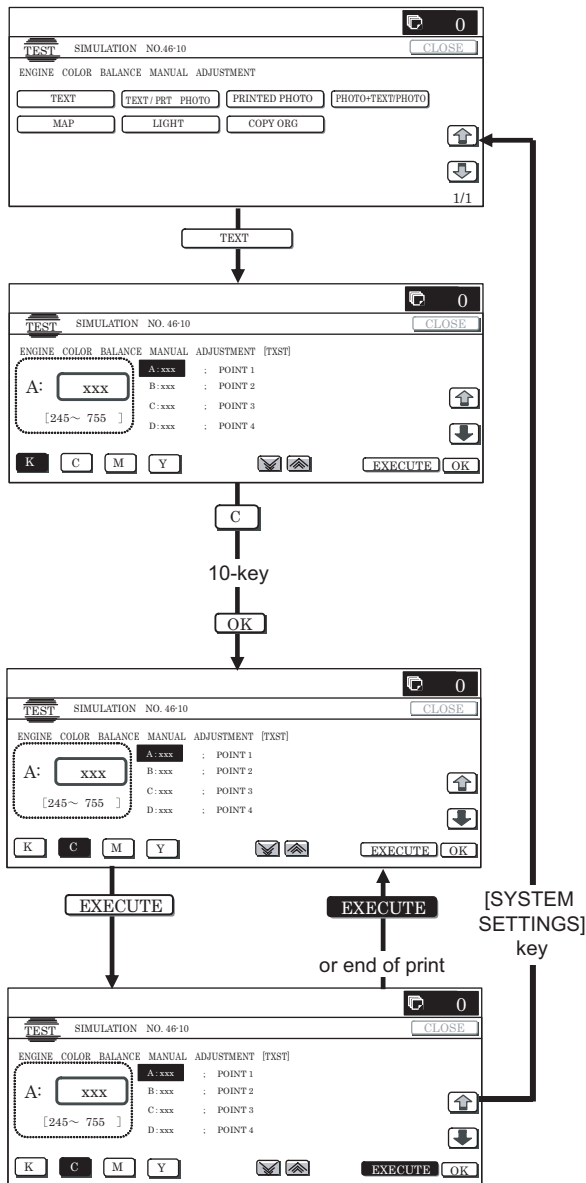 0
TEST SIMULATION NO.46-10 CLOSE
ENGINE COLOR BALANCE MANUAL ADJUSTMENT
TEXT TEXT/PRT PHOTO PRINTED PHOTO PHOTO+TEXT/PHOTO
MAP LIGHT COPY ORG
1/1
TEXT
0
TEST SIMULATION NO. 46-10 CLOSE
ENGINE COLOR BALANCE MANUAL ADJUSTMENT [TXST]
A: xxx
[245~ 755 ]
A:xxx ; POINT 1
B:xxx ; POINT 2
C:xxx ; POINT 3
D:xxx ; POINT 4
K C M Y EXECUTE OK
C
10-key
OK
0
TEST SIMULATION NO. 46-10 CLOSE
ENGINE COLOR BALANCE MANUAL ADJUSTMENT [TXST]
A: xxx
[245~ 755 ]
A:xxx ; POINT 1
B:xxx ; POINT 2
C:xxx ; POINT 3
D:xxx ; POINT 4
K C M Y EXECUTE OK
EXECUTE
EXECUTE
or end of print
[SYSTEM
SETTINGS]
key
0
TEST SIMULATION NO. 46-10 CLOSE
ENGINE COLOR BALANCE MANUAL ADJUSTMENT [TXST]
A: xxx
[245~ 755 ]
A:xxx ; POINT 1
B:xxx ; POINT 2
C:xxx ; POINT 3
D:xxx ; POINT 4
K C M Y EXECUTE OK